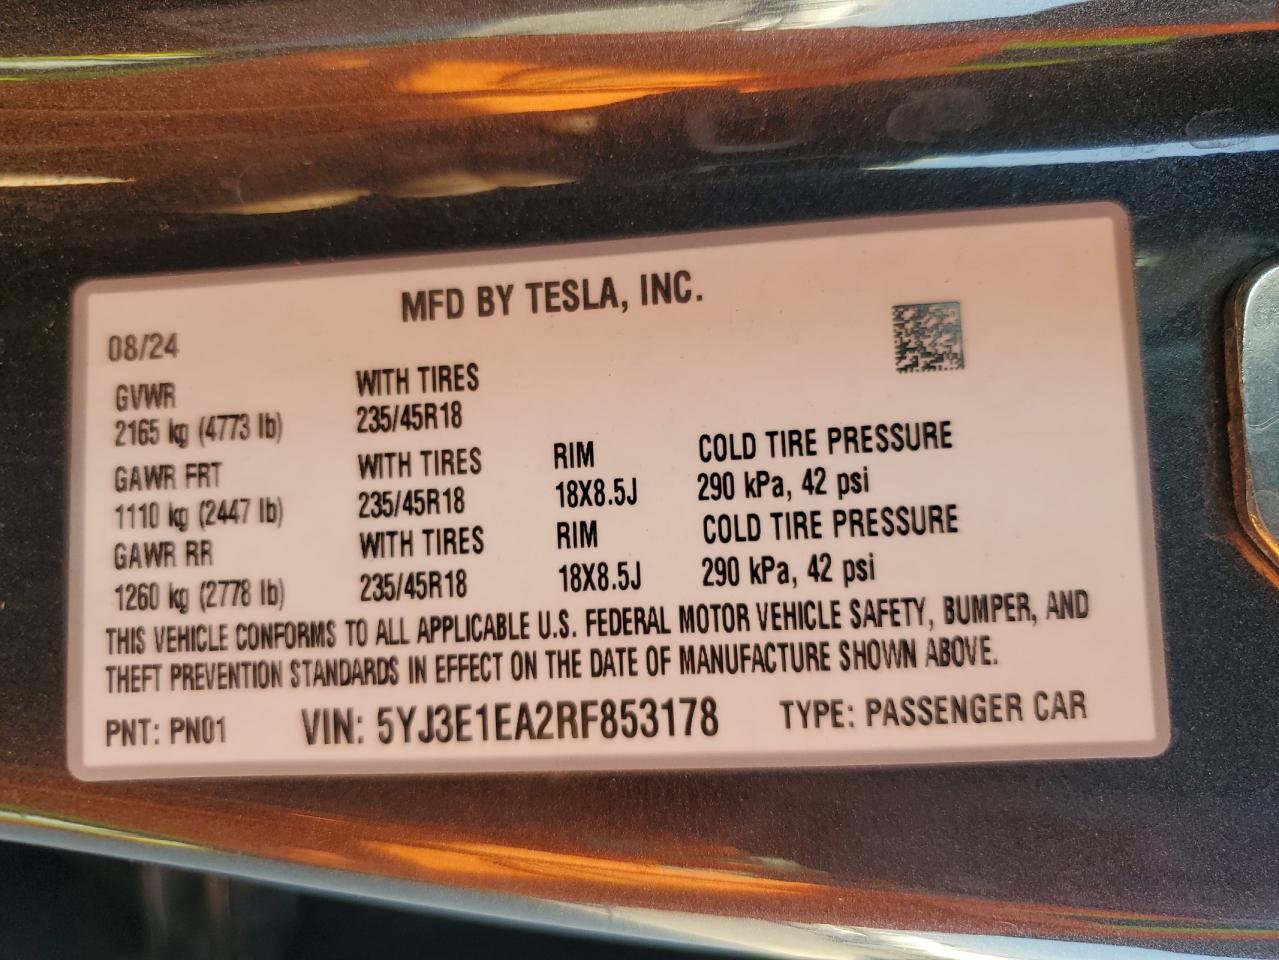 MFD BY TESLA, INC.
08/24
GVWR WITH TIRES
2165 kg (4773 lb) 235/45R18
GAWR FRT WITH TIRES RIM COLD TIRE PRESSURE
1110 kg (2447 lb) 235/45R18 18X8.5J 290 kPa, 42 psi
GAWR RR WITH TIRES RIM COLD TIRE PRESSURE
1260 kg (2778 lb) 235/45R18 18X8.5J 290 kPa, 42 psi
THIS VEHICLE CONFORMS TO ALL APPLICABLE U.S. FEDERAL MOTOR VEHICLE SAFETY, BUMPER, AND
THEFT PREVENTION STANDARDS IN EFFECT ON THE DATE OF MANUFACTURE SHOWN ABOVE.
PNT: PN01 VIN: 5YJ3E1EA2RF853178 TYPE: PASSENGER CAR